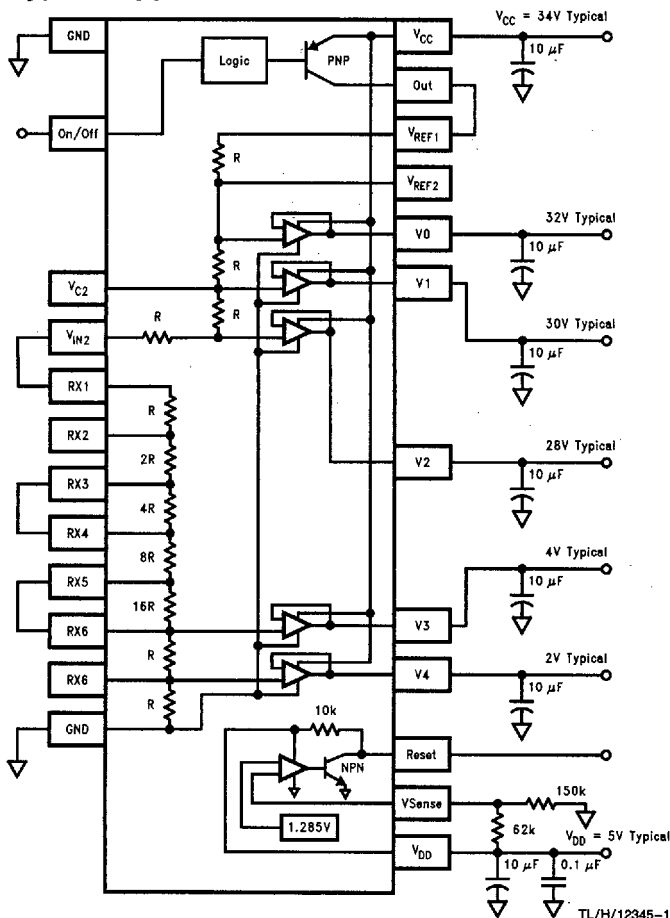 V_CC = 34V Typical
GND
V_CC
10 μF
Logic
PNP
Out
On/Off
V_REF1
R
V_REF2
32V Typical
V0
10 μF
R
V_C2
V1
R
30V Typical
V_IN2
R
10 μF
RX1
R
RX2
28V Typical
2R
V2
RX3
10 μF
4R
RX4
8R
4V Typical
RX5
10 μF
16R
RX6
V3
R
2V Typical
RX6
V4
R
10 μF
GND
10k
Reset
NPN
150k
VSense
62k
1.285V
V_DD = 5V Typical
V_DD
10 μF
0.1 μF
TL/H/12345-1